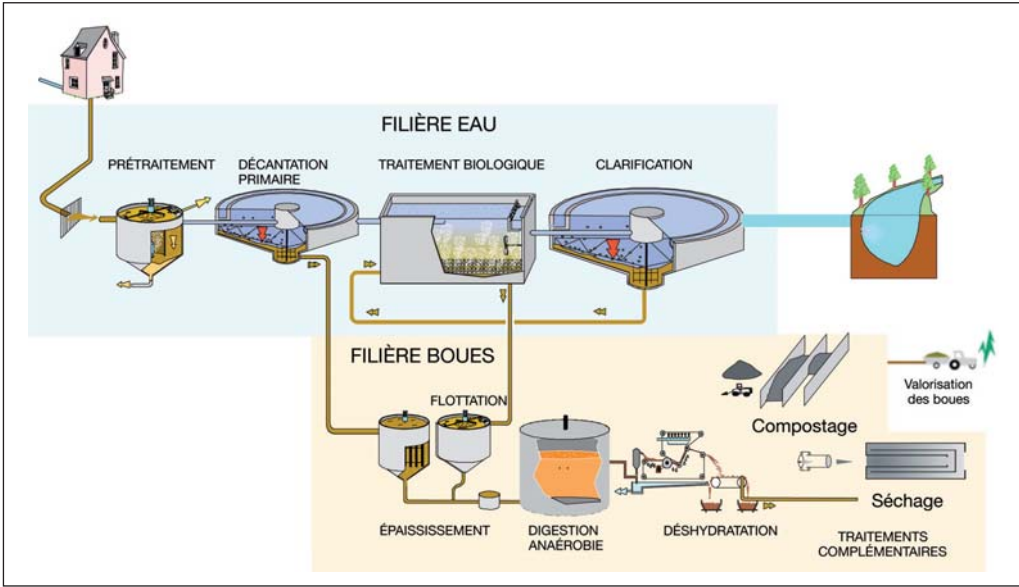 FILIÈRE EAU
PRÉTRAITEMENT
DÉCANTATION
PRIMAIRE
TRAITEMENT BIOLOGIQUE
CLARIFICATION
FILIÈRE BOUES
FLOTTATION
Valorisation
des boues
Compostage
Séchage
ÉPAISSISSEMENT
DIGESTION
ANAÉROBIE
DÉSHYDRATATION
TRAITEMENTS
COMPLÉMENTAIRES